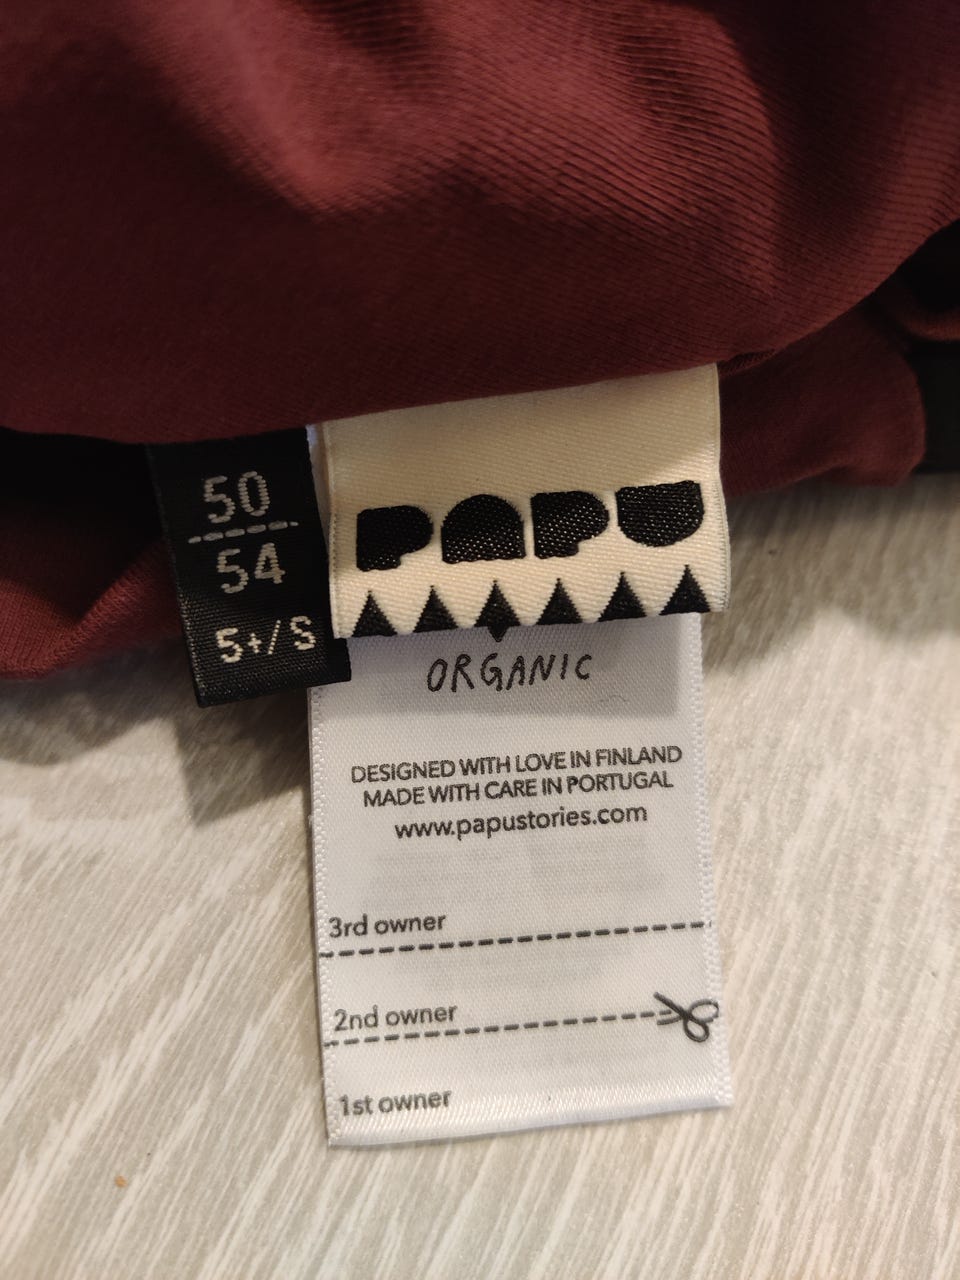 50
54
5+/S
PAPU
ORGANIC
DESIGNED WITH LOVE IN FINLAND
MADE WITH CARE IN PORTUGAL
www.papustories.com
3rd owner
2nd owner
1st owner